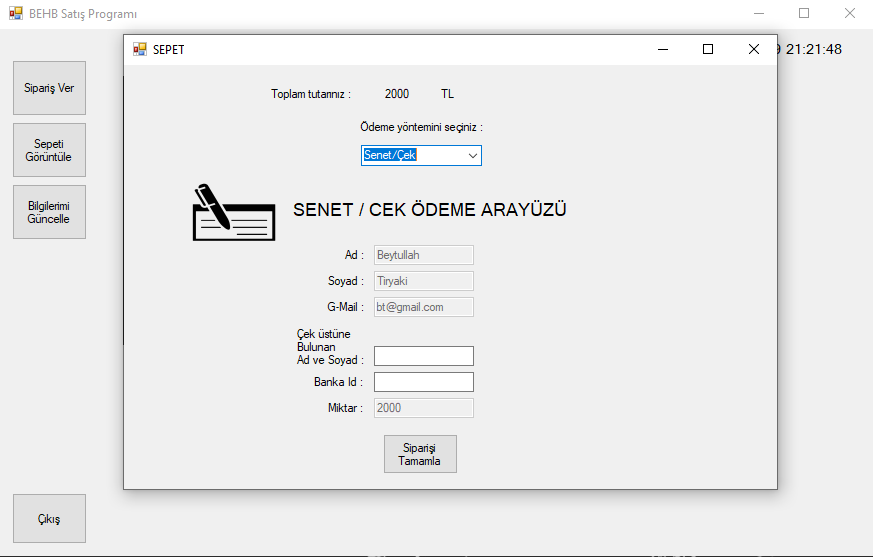 BEHB Satış Programı
SEPET
21:21:48
Sipariş Ver
Sepeti
Görüntüle
Bilgilerimi
Güncelle
Çıkış
Toplam tutarınız : 2000 TL
Ödeme yöntemini seçiniz :
Senet/Çek
SENET / CEK ÖDEME ARAYÜZÜ
Ad : Beytullah
Soyad : Tiryaki
G-Mail : bt@gmail.com
Çek üstüne
Bulunan
Ad ve Soyad :
Banka Id :
Miktar : 2000
Siparişi
Tamamla